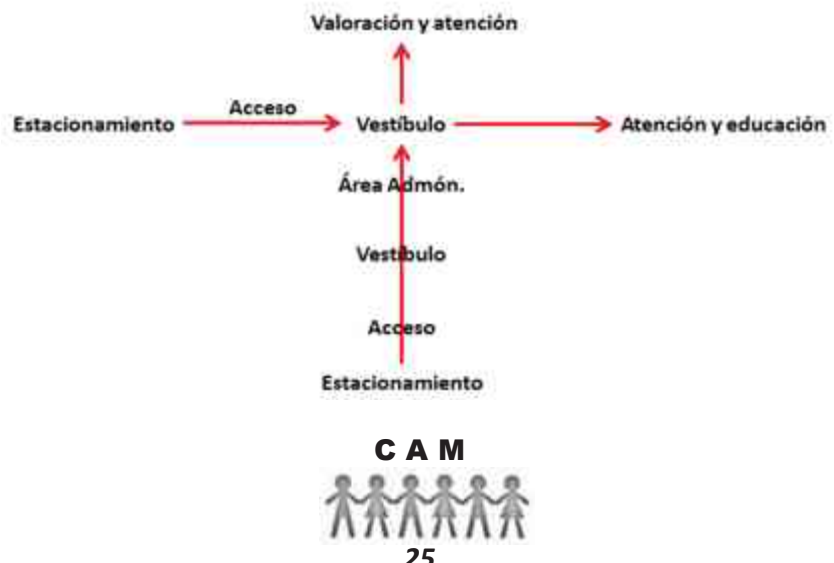 Valoración y atención
Acceso
Estacionamiento
Vestíbulo
Atención y educación
Área Admón.
Vestíbulo
Acceso
Estacionamiento
C A M
25